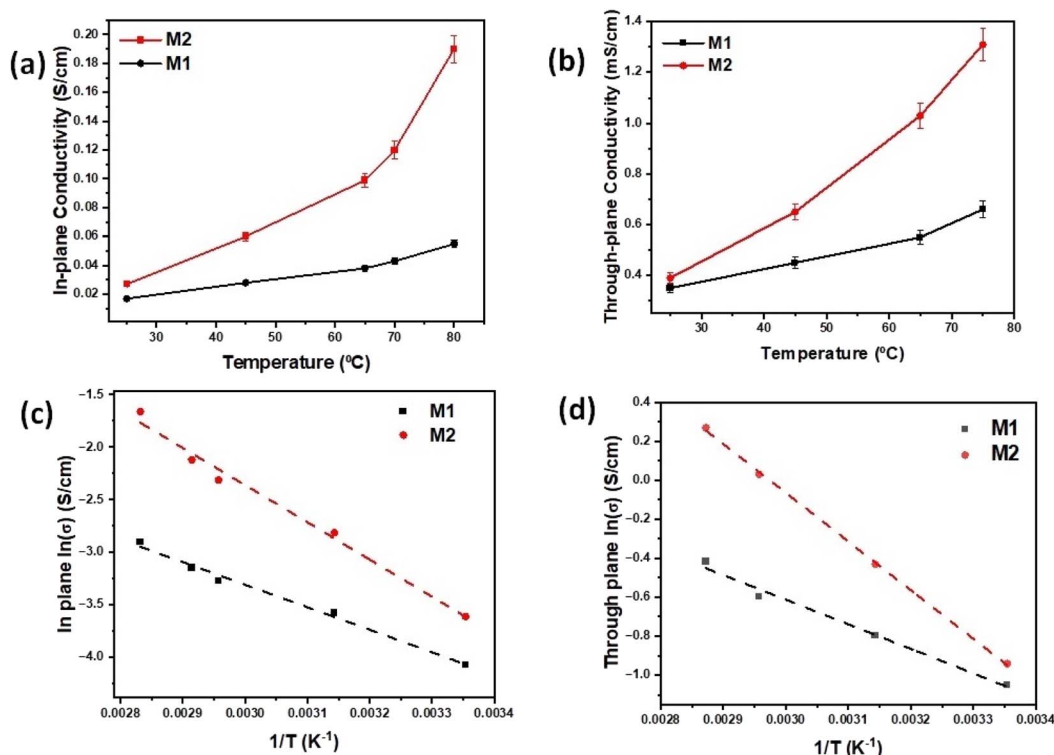 (a)
M2
M1
In-plane Conductivity (S/cm)
0.20
0.18
0.16
0.14
0.12
0.10
0.08
0.06
0.04
0.02
30 40 50 60 70 80
Temperature (ºC)
(b)
M1
M2
Through-plane Conductivity (mS/cm)
1.4
1.2
1.0
0.8
0.6
0.4
30 40 50 60 70 80
Temperature (ºC)
(c)
M1
M2
In plane ln(σ) (S/cm)
−1.5
−2.0
−2.5
−3.0
−3.5
−4.0
0.0028 0.0029 0.0030 0.0031 0.0032 0.0033 0.0034
1/T (K-1)
(d)
M1
M2
Through plane ln(σ) (S/cm)
0.4
0.2
0.0
−0.2
−0.4
−0.6
−0.8
−1.0
0.0028 0.0029 0.0030 0.0031 0.0032 0.0033 0.0034
1/T (K-1)